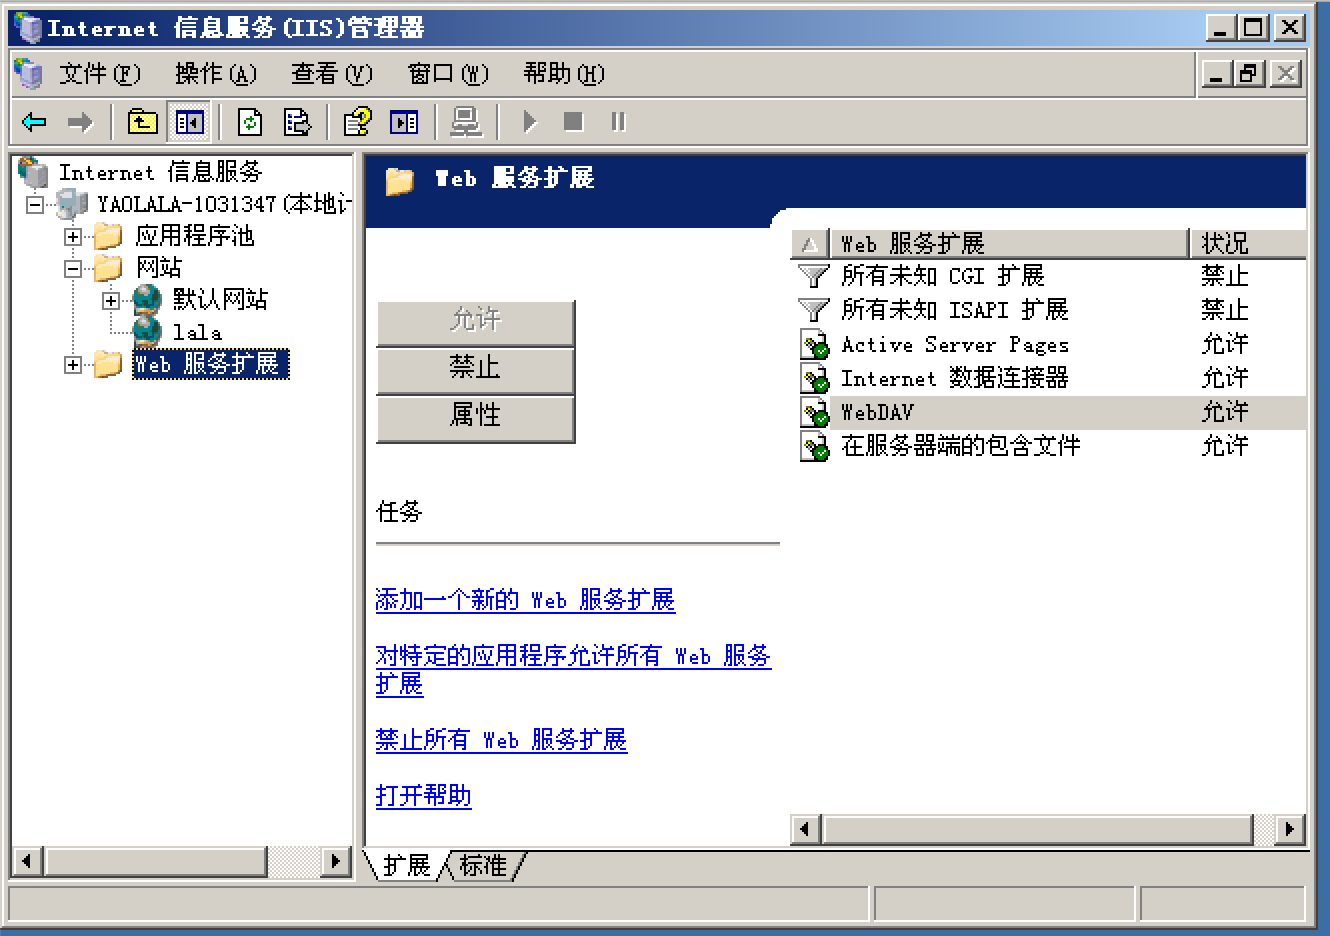 Internet 信息服务(IIS)管理器
文件(F) 操作(A) 查看(V) 窗口(W) 帮助(H)
Internet 信息服务
YAOLALA-1031347(本地计
应用程序池
网站
默认网站
lala
Web 服务扩展
Web 服务扩展
允许
禁止
属性
任务
添加一个新的 Web 服务扩展
对特定的应用程序允许所有 Web 服务
扩展
禁止所有 Web 服务扩展
打开帮助
Web 服务扩展 状况
所有未知 CGI 扩展 禁止
所有未知 ISAPI 扩展 禁止
Active Server Pages 允许
Internet 数据连接器 允许
WebDAV 允许
在服务器端的包含文件 允许
扩展 标准